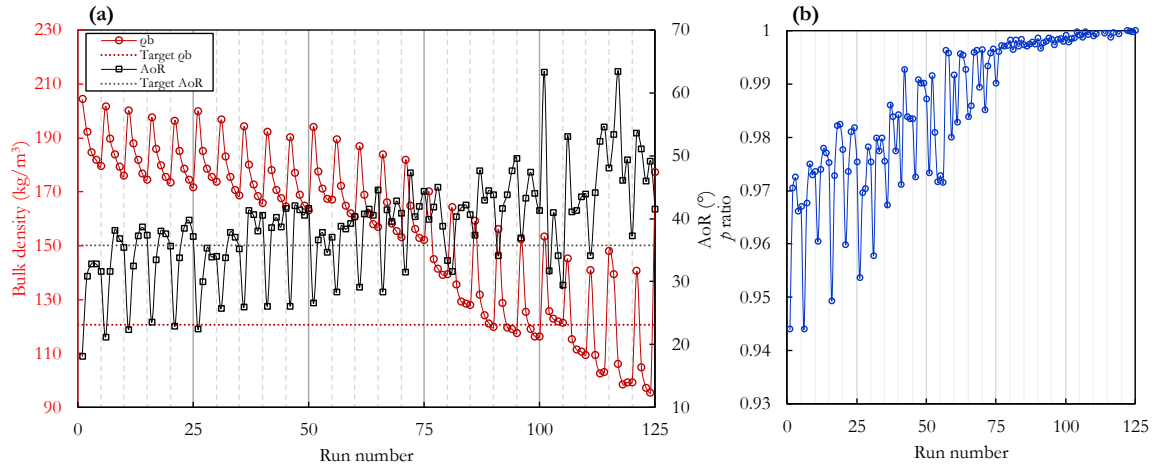 (a)
ϱb
Target ϱb
AoR
Target AoR
Bulk density (kg/m³)
230
210
190
170
150
130
110
90
70
60
50
40
30
20
10
AoR (°)
0 25 50 75 100 125
Run number
(b)
p ratio
1
0.99
0.98
0.97
0.96
0.95
0.94
0.93
0 25 50 75 100 125
Run number